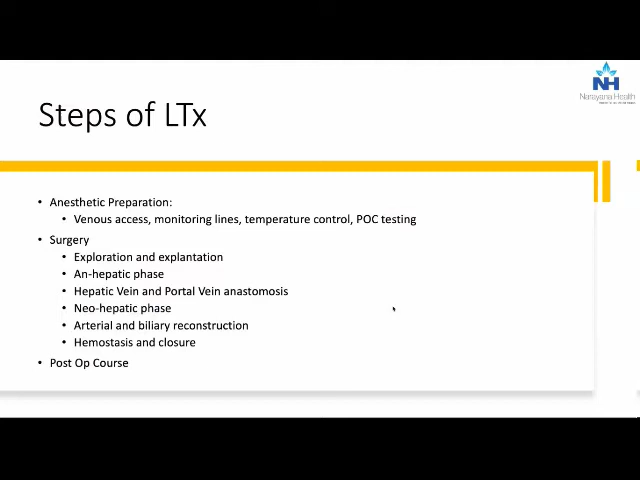 NH
Narayana Health
Steps of LTx
• Anesthetic Preparation:
• Venous access, monitoring lines, temperature control, POC testing
• Surgery
• Exploration and explantation
• An-hepatic phase
• Hepatic Vein and Portal Vein anastomosis
• Neo-hepatic phase
• Arterial and biliary reconstruction
• Hemostasis and closure
• Post Op Course